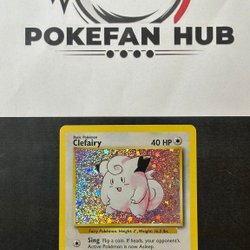 POKEFAN HUB
Basic Pokémon
Clefairy 40 HP
Fairy Pokémon. Length: 2', Weight: 16.5 lbs.
Sing Flip a coin. If heads, your opponent's
Active Pokémon is now Asleep.